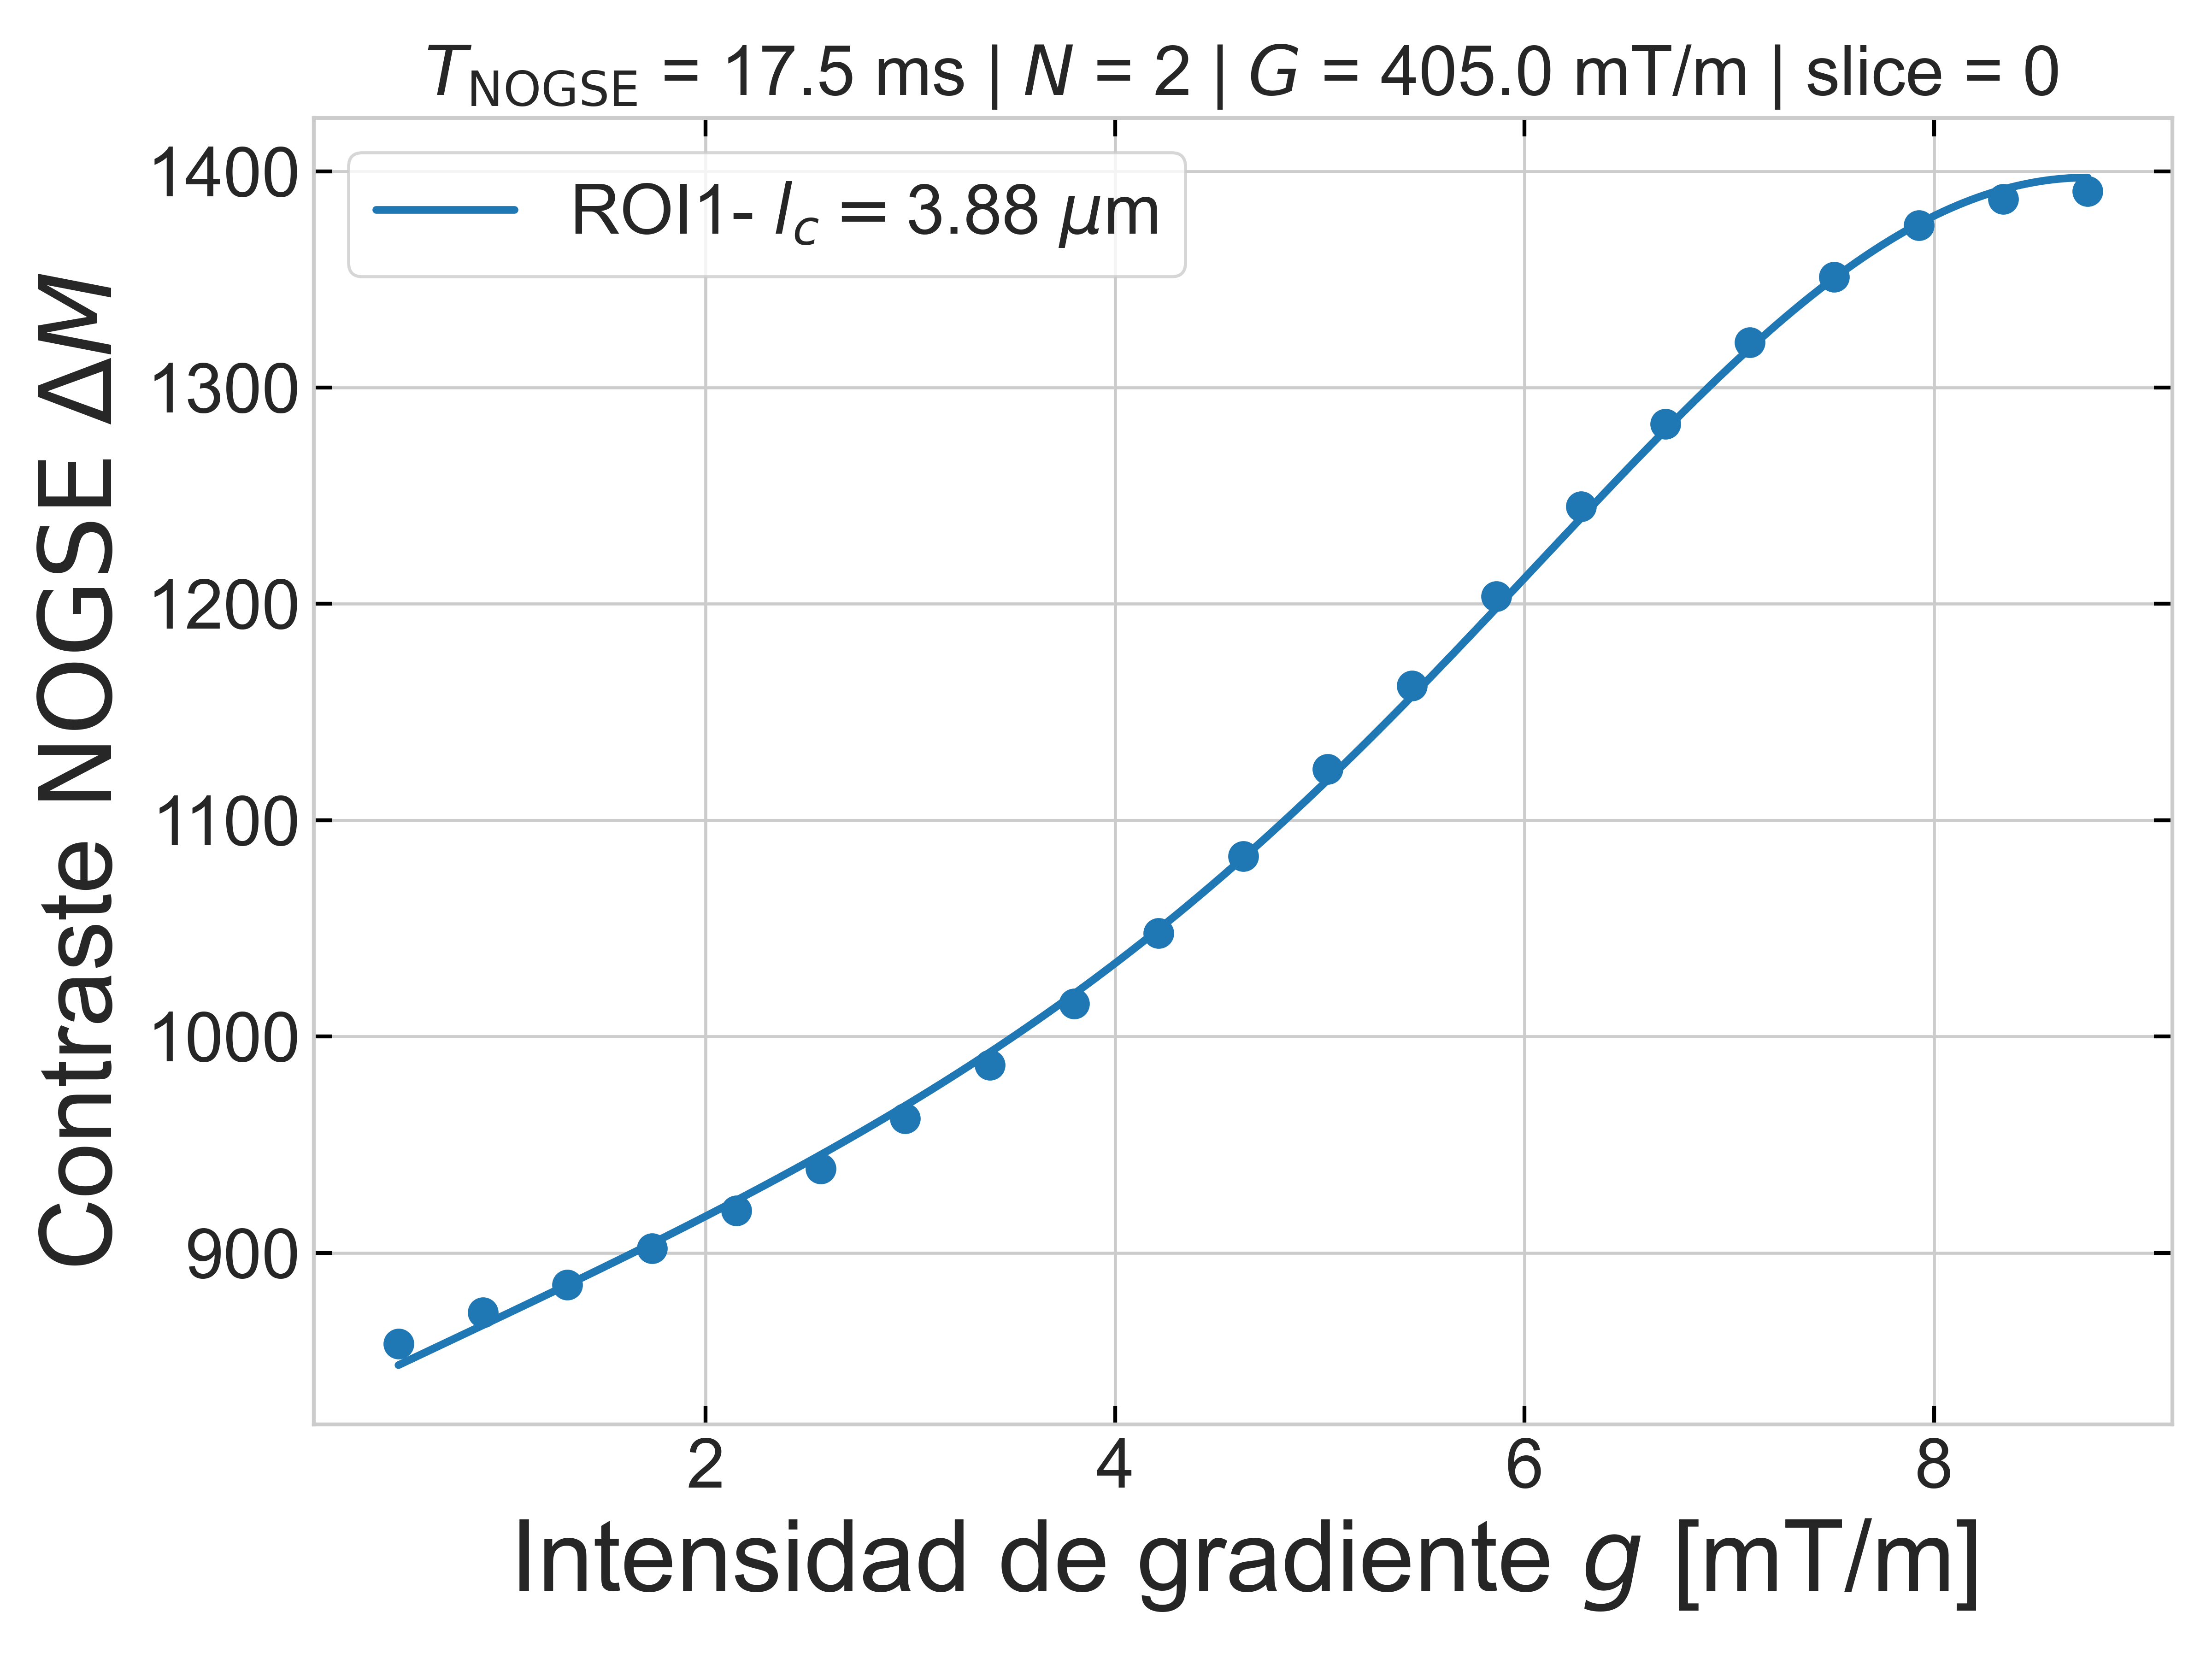 T_NOGSE = 17.5 ms | N = 2 | G = 405.0 mT/m | slice = 0
ROI1- l_c = 3.88 μm
Contraste NOGSE ΔM
1400
1300
1200
1100
1000
900
2 4 6 8
Intensidad de gradiente g [mT/m]